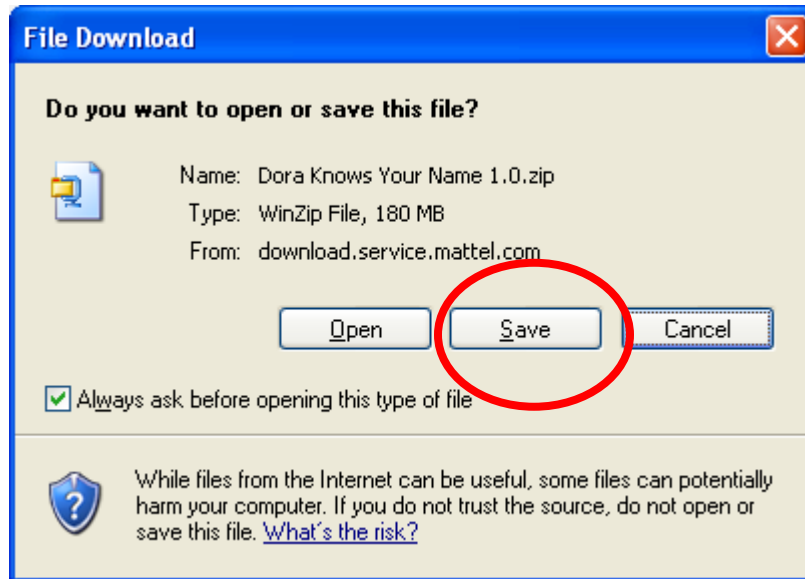 File Download
Do you want to open or save this file?
Name: Dora Knows Your Name 1.0.zip
Type: WinZip File, 180 MB
From: download.service.mattel.com
Open Save Cancel
Always ask before opening this type of file
While files from the Internet can be useful, some files can potentially
harm your computer. If you do not trust the source, do not open or
save this file. What's the risk?